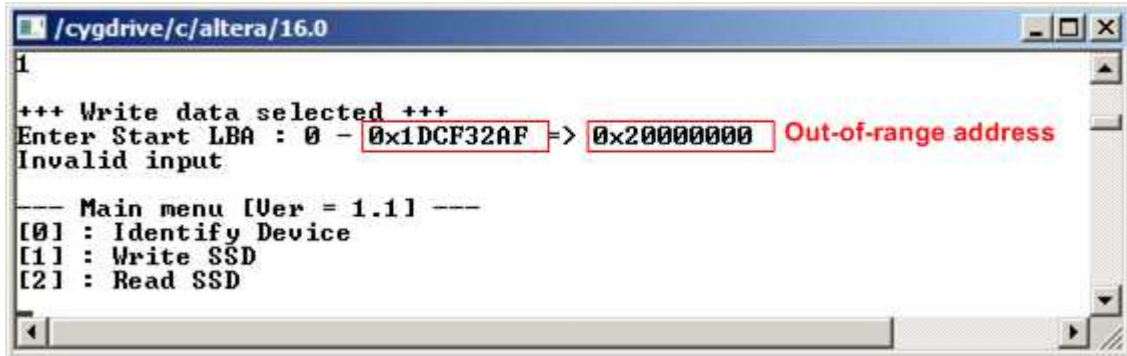 /cygdrive/c/altera/16.0
1
+++ Write data selected +++
Enter Start LBA : 0 - 0x1DCF32AF => 0x20000000 Out-of-range address
Invalid input
--- Main menu [Ver = 1.1] ---
[0] : Identify Device
[1] : Write SSD
[2] : Read SSD